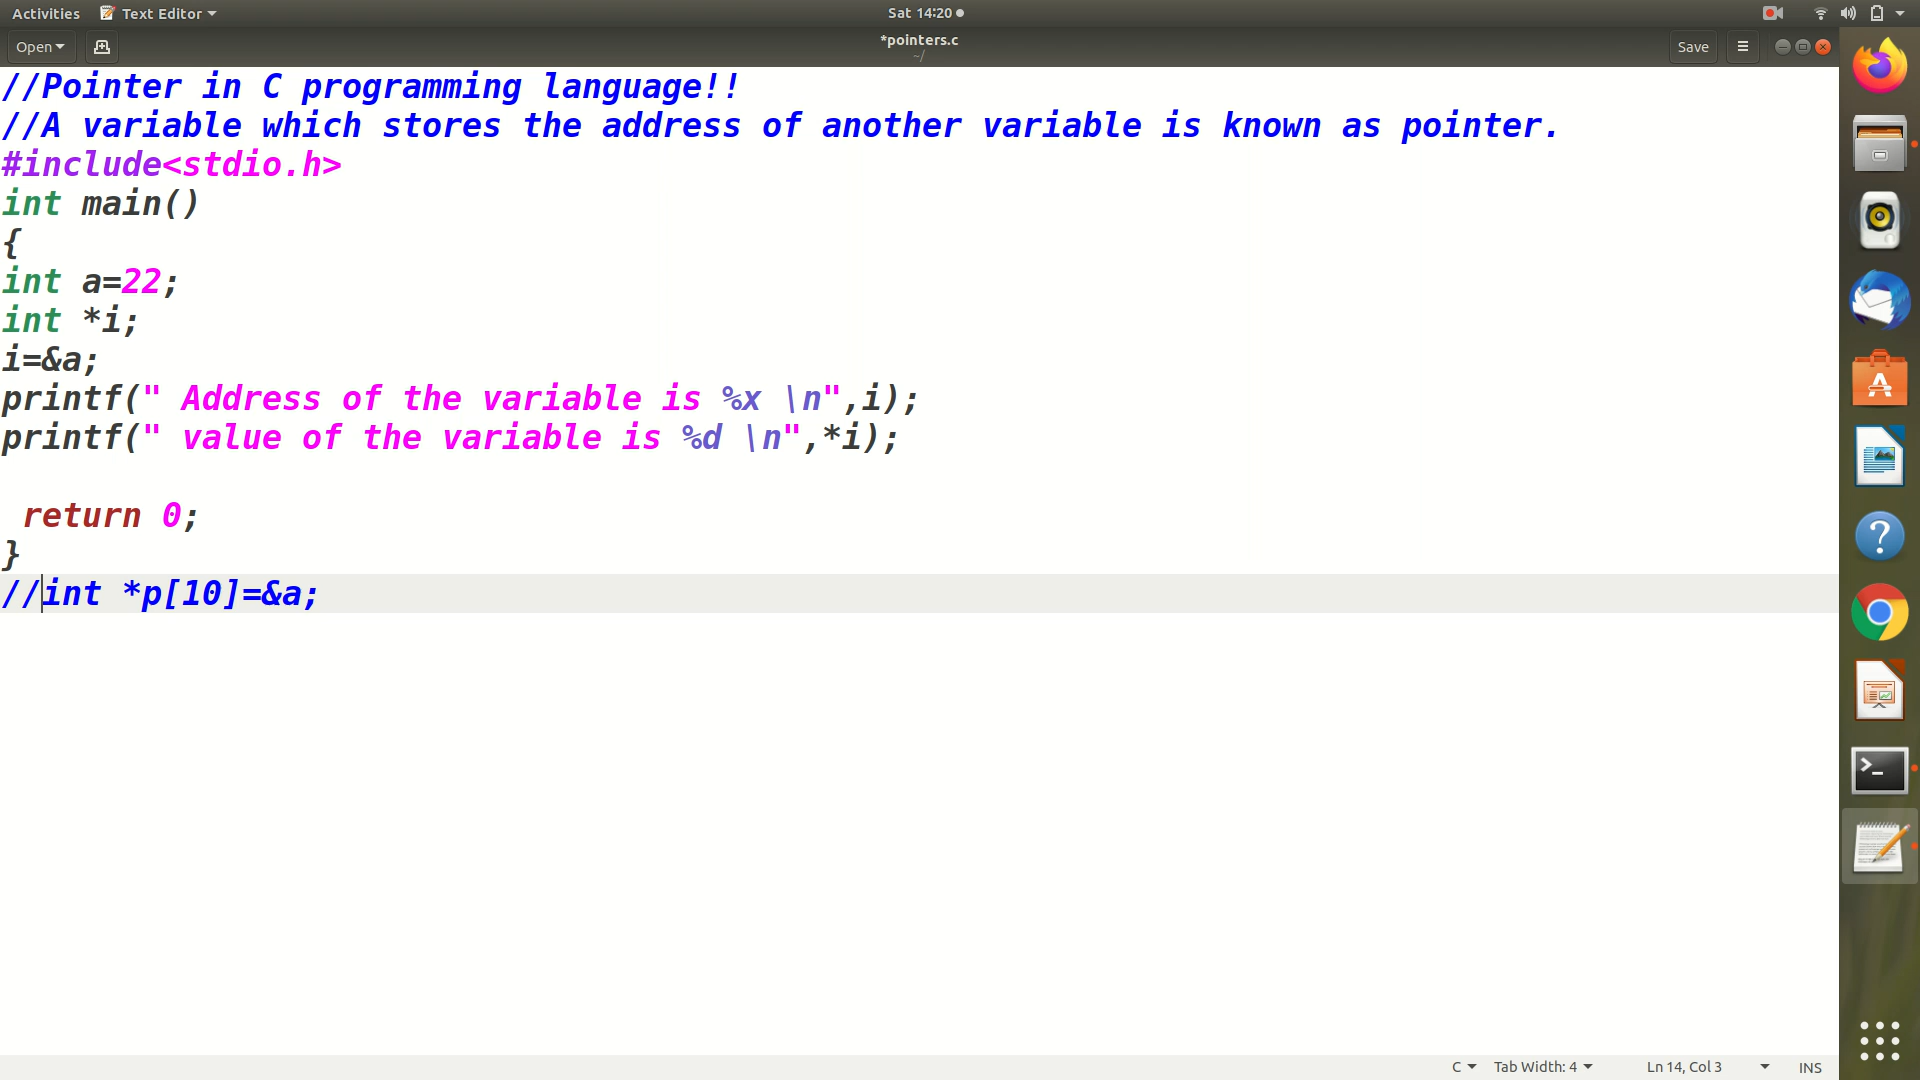 Activities Text Editor Sat 14:20
Open *pointers.c Save
~/
//Pointer in C programming language!!
//A variable which stores the address of another variable is known as pointer.
#include<stdio.h>
int main()
{
int a=22;
int *i;
i=&a;
printf(" Address of the variable is %x \n",i);
printf(" value of the variable is %d \n",*i);
return 0;
}
//int *p[10]=&a;
C Tab Width: 4 Ln 14, Col 3 INS